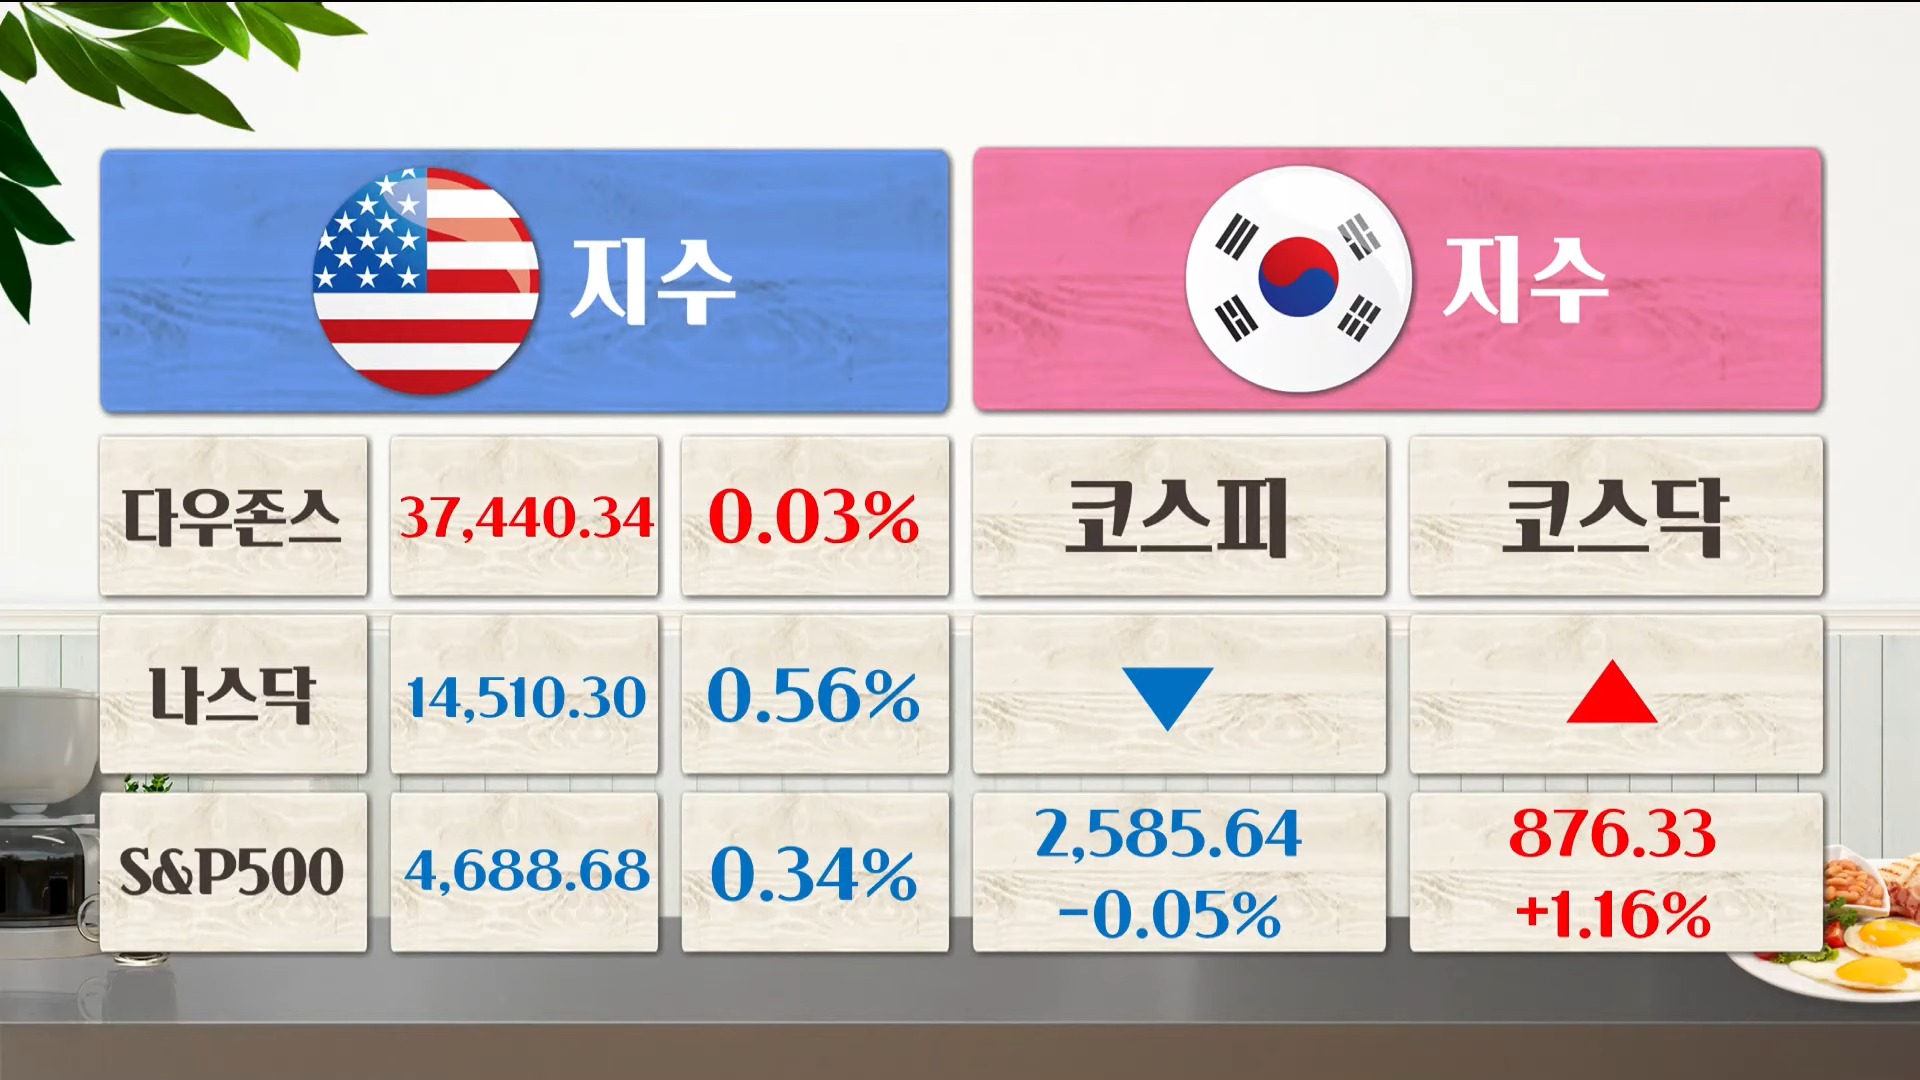 지수
지수
다우존스 37,440.34 0.03%
코스피 코스닥
나스닥 14,510.30 0.56%
▼ ▲
S&P500 4,688.68 0.34%
2,585.64 876.33
-0.05% +1.16%